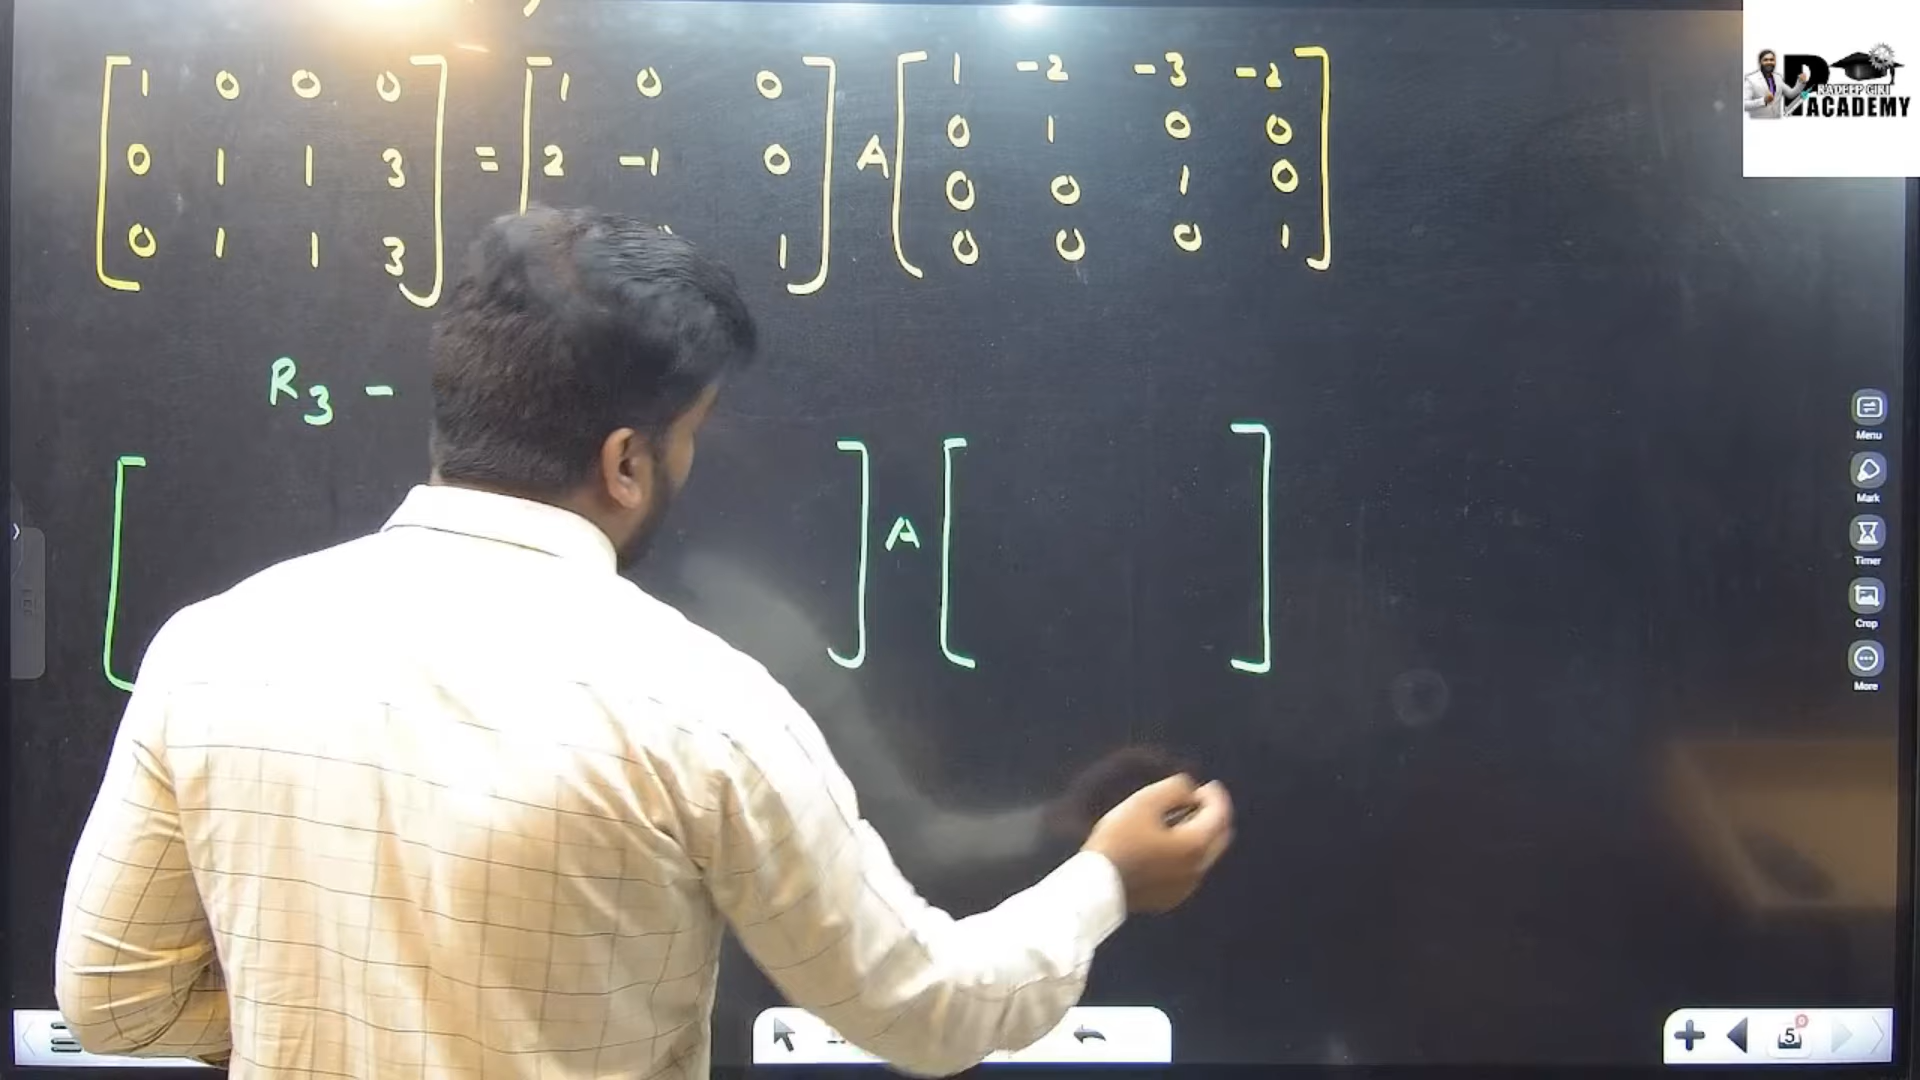 1 0 0 0 1 0 0 1 -2 -3 -2
0 1 1 3 = 2 -1 0 A 0 1 0 0
0 0 1 0
0 1 1 3 1 0 0 0 1
R3 -
A
PRADEEP GIRI
ACADEMY
Menu
Mark
Timer
Crop
More
5